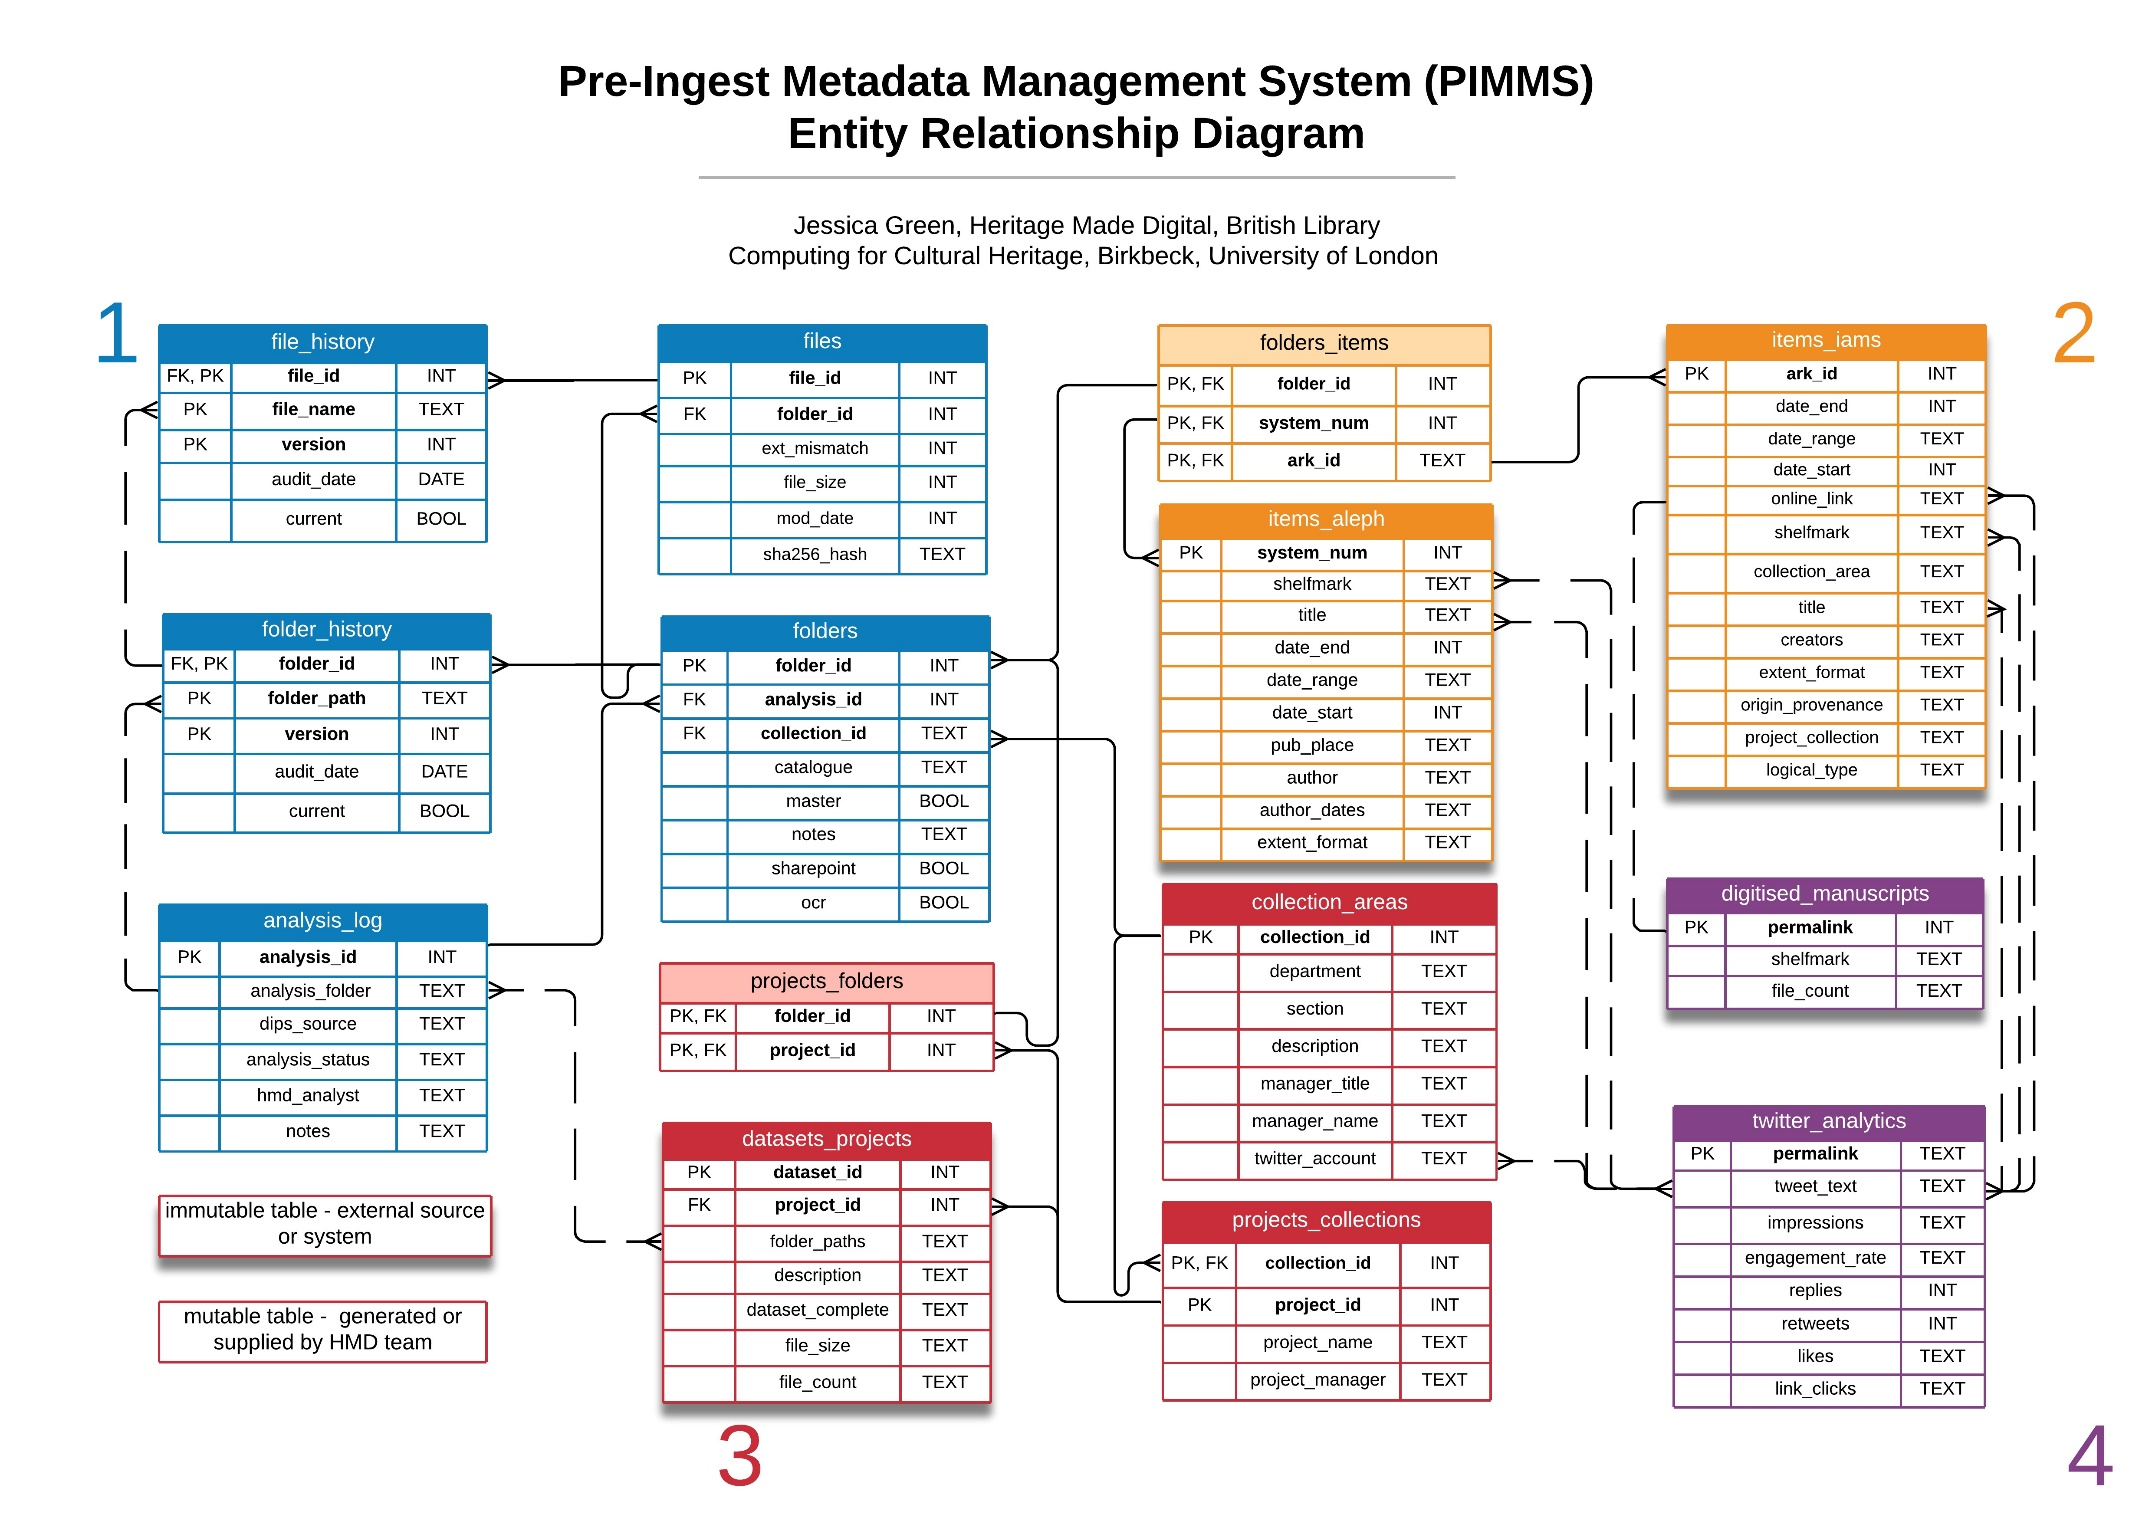 Pre-Ingest Metadata Management System (PIMMS)
Entity Relationship Diagram
Jessica Green, Heritage Made Digital, British Library
Computing for Cultural Heritage, Birkbeck, University of London
1
file_history
FK, PK file_id INT
PK file_name TEXT
PK version INT
audit_date DATE
current BOOL
folder_history
FK, PK folder_id INT
PK folder_path TEXT
PK version INT
audit_date DATE
current BOOL
analysis_log
PK analysis_id INT
analysis_folder TEXT
dips_source TEXT
analysis_status TEXT
hmd_analyst TEXT
notes TEXT
immutable table - external source
or system
mutable table - generated or
supplied by HMD team
files
PK file_id INT
FK folder_id INT
ext_mismatch INT
file_size INT
mod_date INT
sha256_hash TEXT
folders
PK folder_id INT
FK analysis_id INT
FK collection_id TEXT
catalogue TEXT
master BOOL
notes TEXT
sharepoint BOOL
ocr BOOL
projects_folders
PK, FK folder_id INT
PK, FK project_id INT
datasets_projects
PK dataset_id INT
FK project_id INT
folder_paths TEXT
description TEXT
dataset_complete TEXT
file_size TEXT
file_count TEXT
3
folders_items
PK, FK folder_id INT
PK, FK system_num INT
PK, FK ark_id TEXT
items_aleph
PK system_num INT
shelfmark TEXT
title TEXT
date_end INT
date_range TEXT
date_start INT
pub_place TEXT
author TEXT
author_dates TEXT
extent_format TEXT
collection_areas
PK collection_id INT
department TEXT
section TEXT
description TEXT
manager_title TEXT
manager_name TEXT
twitter_account TEXT
projects_collections
PK, FK collection_id INT
PK project_id INT
project_name TEXT
project_manager TEXT
2
items_iams
PK ark_id INT
date_end INT
date_range TEXT
date_start INT
online_link TEXT
shelfmark TEXT
collection_area TEXT
title TEXT
creators TEXT
extent_format TEXT
origin_provenance TEXT
project_collection TEXT
logical_type TEXT
digitised_manuscripts
PK permalink INT
shelfmark TEXT
file_count TEXT
twitter_analytics
PK permalink TEXT
tweet_text TEXT
impressions TEXT
engagement_rate TEXT
replies INT
retweets INT
likes TEXT
link_clicks TEXT
4